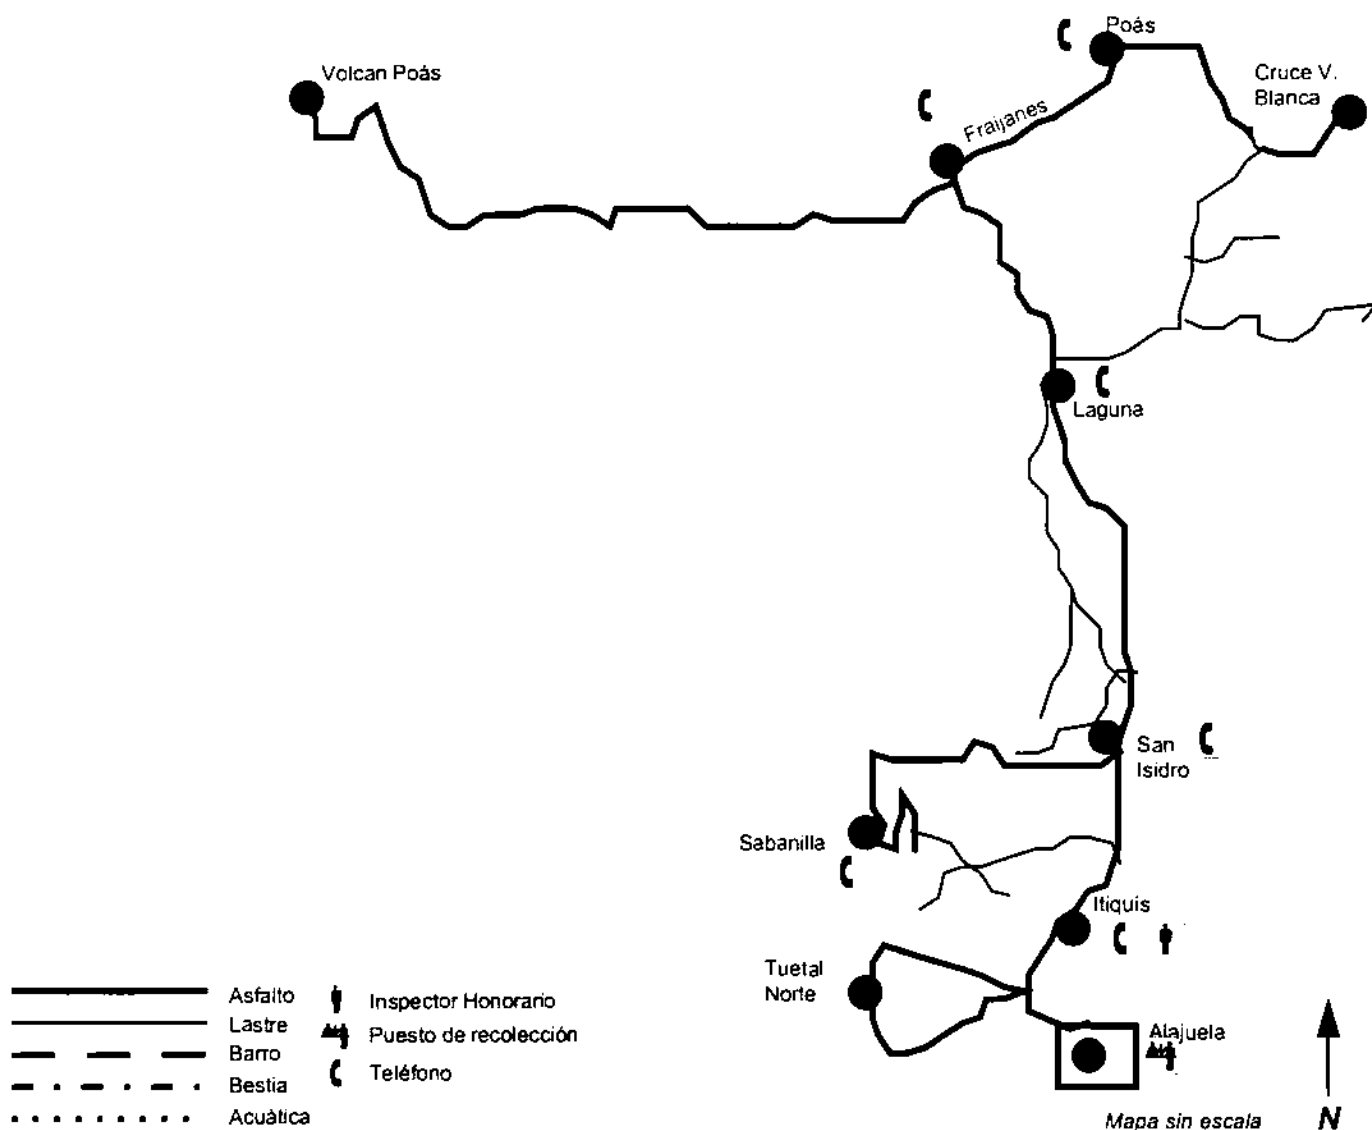 Poás
Volcan Poás
Cruce V.
Blanca
Fraijanes
Laguna
San
Isidro
Sabanilla
Itiquis
Tuetal
Norte
Alajuela
Asfalto
Lastre
Barro
Bestia
Acuática
Inspector Honorario
Puesto de recolección
Teléfono
Mapa sin escala
N